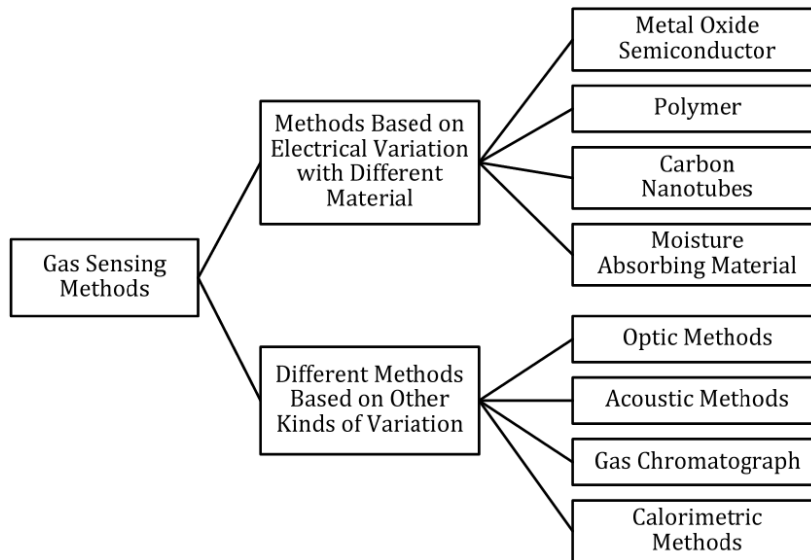 Gas Sensing
Methods
Methods Based on
Electrical Variation
with Different
Material
Metal Oxide
Semiconductor
Polymer
Carbon
Nanotubes
Moisture
Absorbing Material
Different Methods
Based on Other
Kinds of Variation
Optic Methods
Acoustic Methods
Gas Chromatograph
Calorimetric
Methods